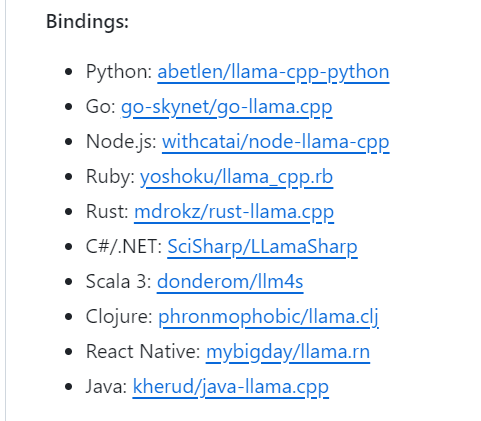 Bindings:
Python: abetlen/llama-cpp-python
Go: go-skynet/go-llama.cpp
Node.js: withcatai/node-llama-cpp
Ruby: yoshoku/llama_cpp.rb
Rust: mdrokz/rust-llama.cpp
C#/.NET: SciSharp/LLamaSharp
Scala 3: donderom/llm4s
Clojure: phronmophobic/llama.clj
React Native: mybigday/llama.rn
Java: kherud/java-llama.cpp